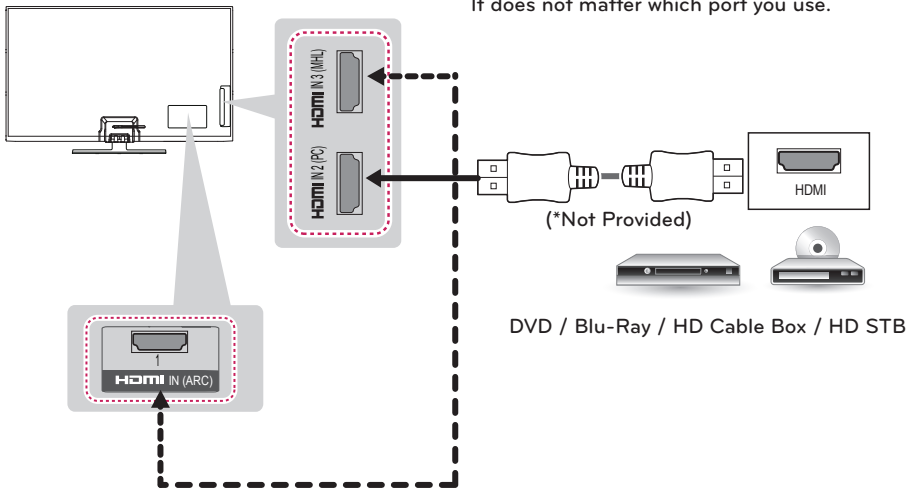 It does not matter which port you use.
HDMI IN 3 (MHL)
HDMI IN 2 (PC)
HDMI
(*Not Provided)
DVD / Blu-Ray / HD Cable Box / HD STB
1
HDMI IN (ARC)